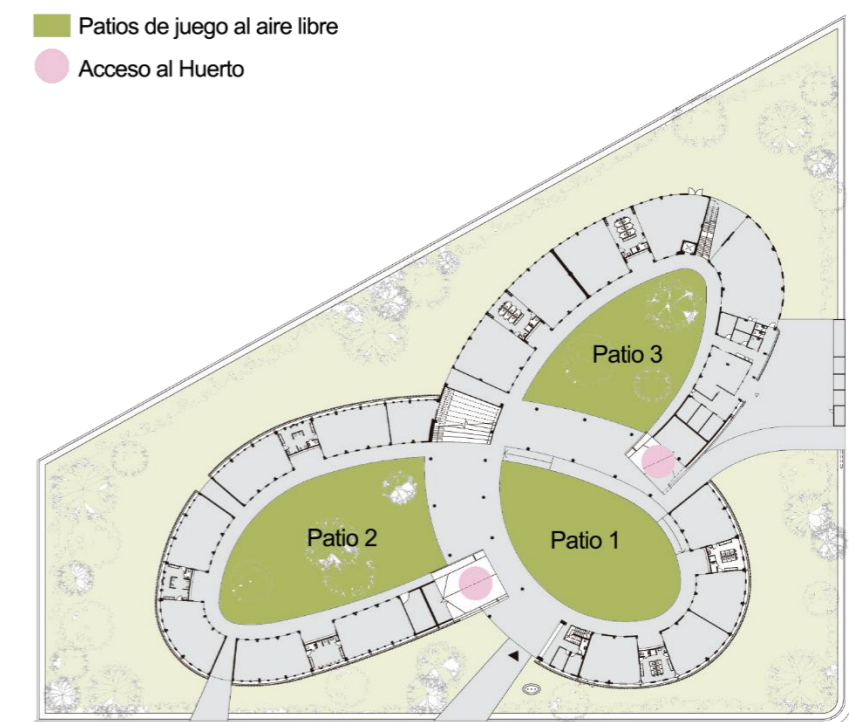 Patios de juego al aire libre
Acceso al Huerto
Patio 3
Patio 2
Patio 1